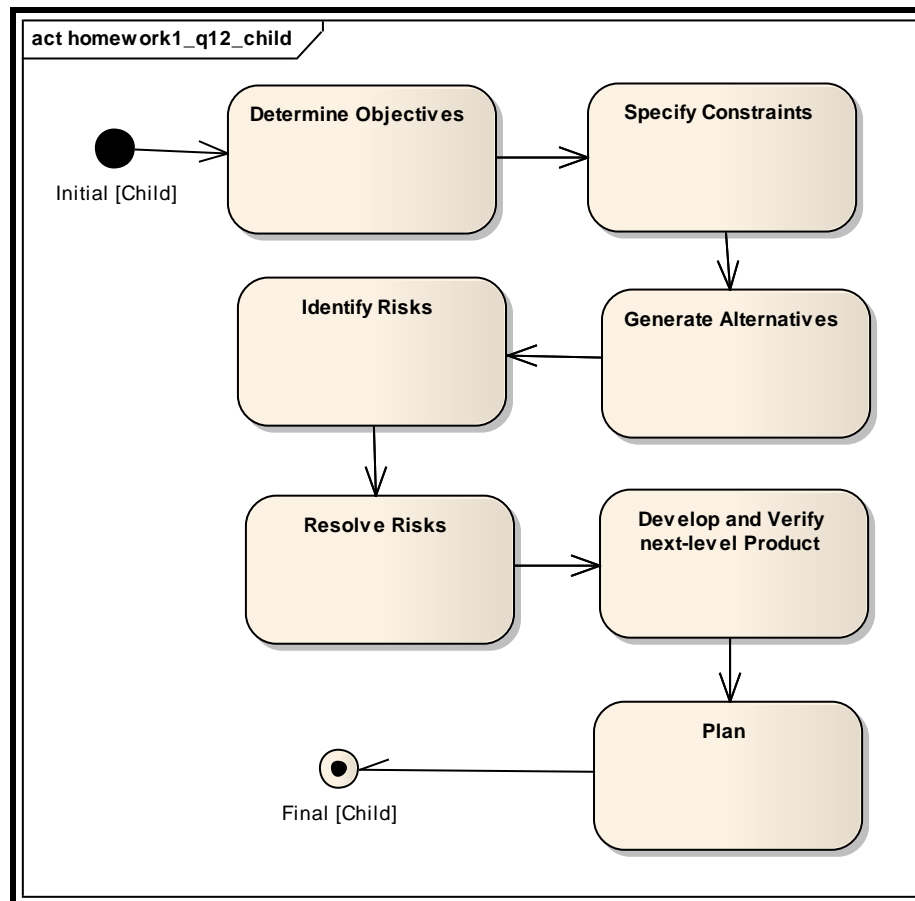 act homework1_q12_child
Determine Objectives
Specify Constraints
Initial [Child]
Identify Risks
Generate Alternatives
Resolve Risks
Develop and Verify
next-level Product
Plan
Final [Child]